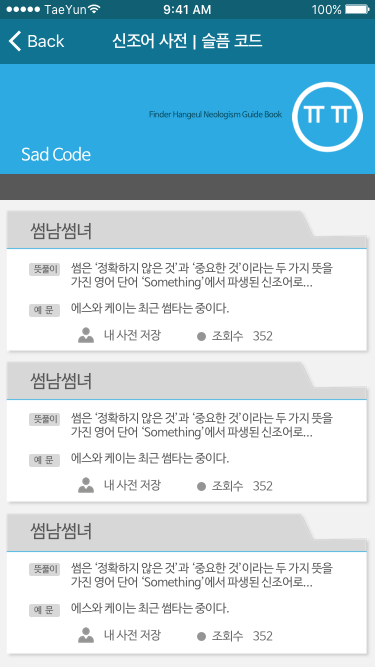 TaeYun 9:41 AM 100%
Back 신조어 사전 | 슬픔 코드
Finder Hangeul Neologism Guide Book
ㅠㅠ
Sad Code
썸남썸녀
뜻풀이 썸은 ‘정확하지 않은 것’과 ‘중요한 것’이라는 두 가지 뜻을
가진 영어 단어 ‘Something’에서 파생된 신조어로...
예 문 에스와 케이는 최근 썸타는 중이다.
내 사전 저장 조회수 352
썸남썸녀
뜻풀이 썸은 ‘정확하지 않은 것’과 ‘중요한 것’이라는 두 가지 뜻을
가진 영어 단어 ‘Something’에서 파생된 신조어로...
예 문 에스와 케이는 최근 썸타는 중이다.
내 사전 저장 조회수 352
썸남썸녀
뜻풀이 썸은 ‘정확하지 않은 것’과 ‘중요한 것’이라는 두 가지 뜻을
가진 영어 단어 ‘Something’에서 파생된 신조어로...
예 문 에스와 케이는 최근 썸타는 중이다.
내 사전 저장 조회수 352